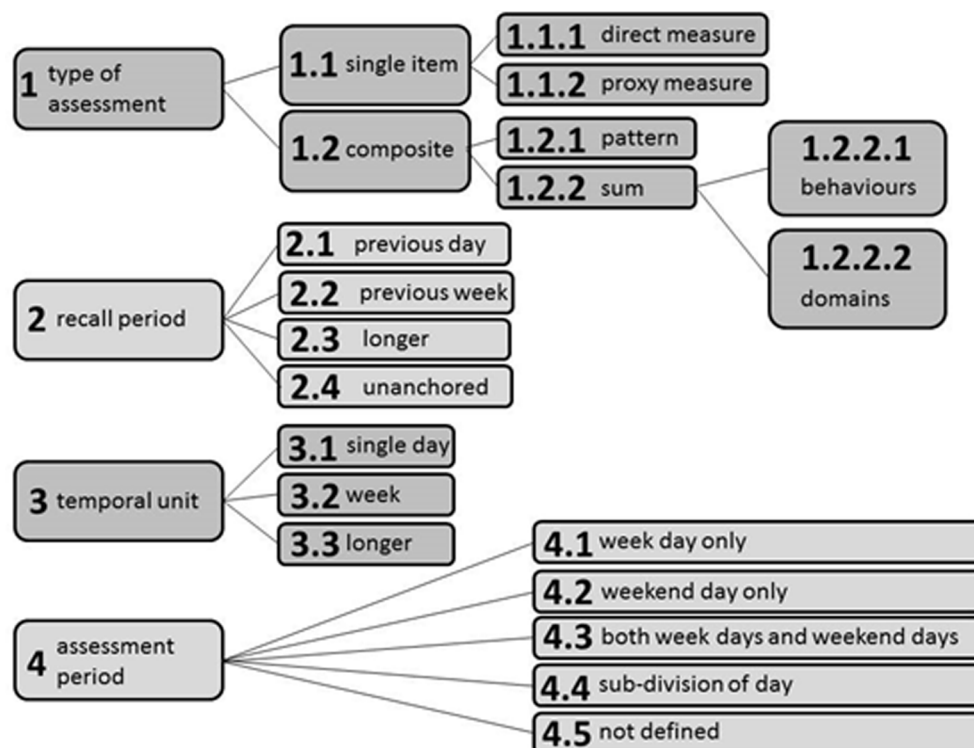 1 type of
assessment
1.1 single item
1.1.1 direct measure
1.1.2 proxy measure
1.2 composite
1.2.1 pattern
1.2.2 sum
1.2.2.1
behaviours
1.2.2.2
domains
2 recall period
2.1 previous day
2.2 previous week
2.3 longer
2.4 unanchored
3 temporal unit
3.1 single day
3.2 week
3.3 longer
4 assessment
period
4.1 week day only
4.2 weekend day only
4.3 both week days and weekend days
4.4 sub-division of day
4.5 not defined